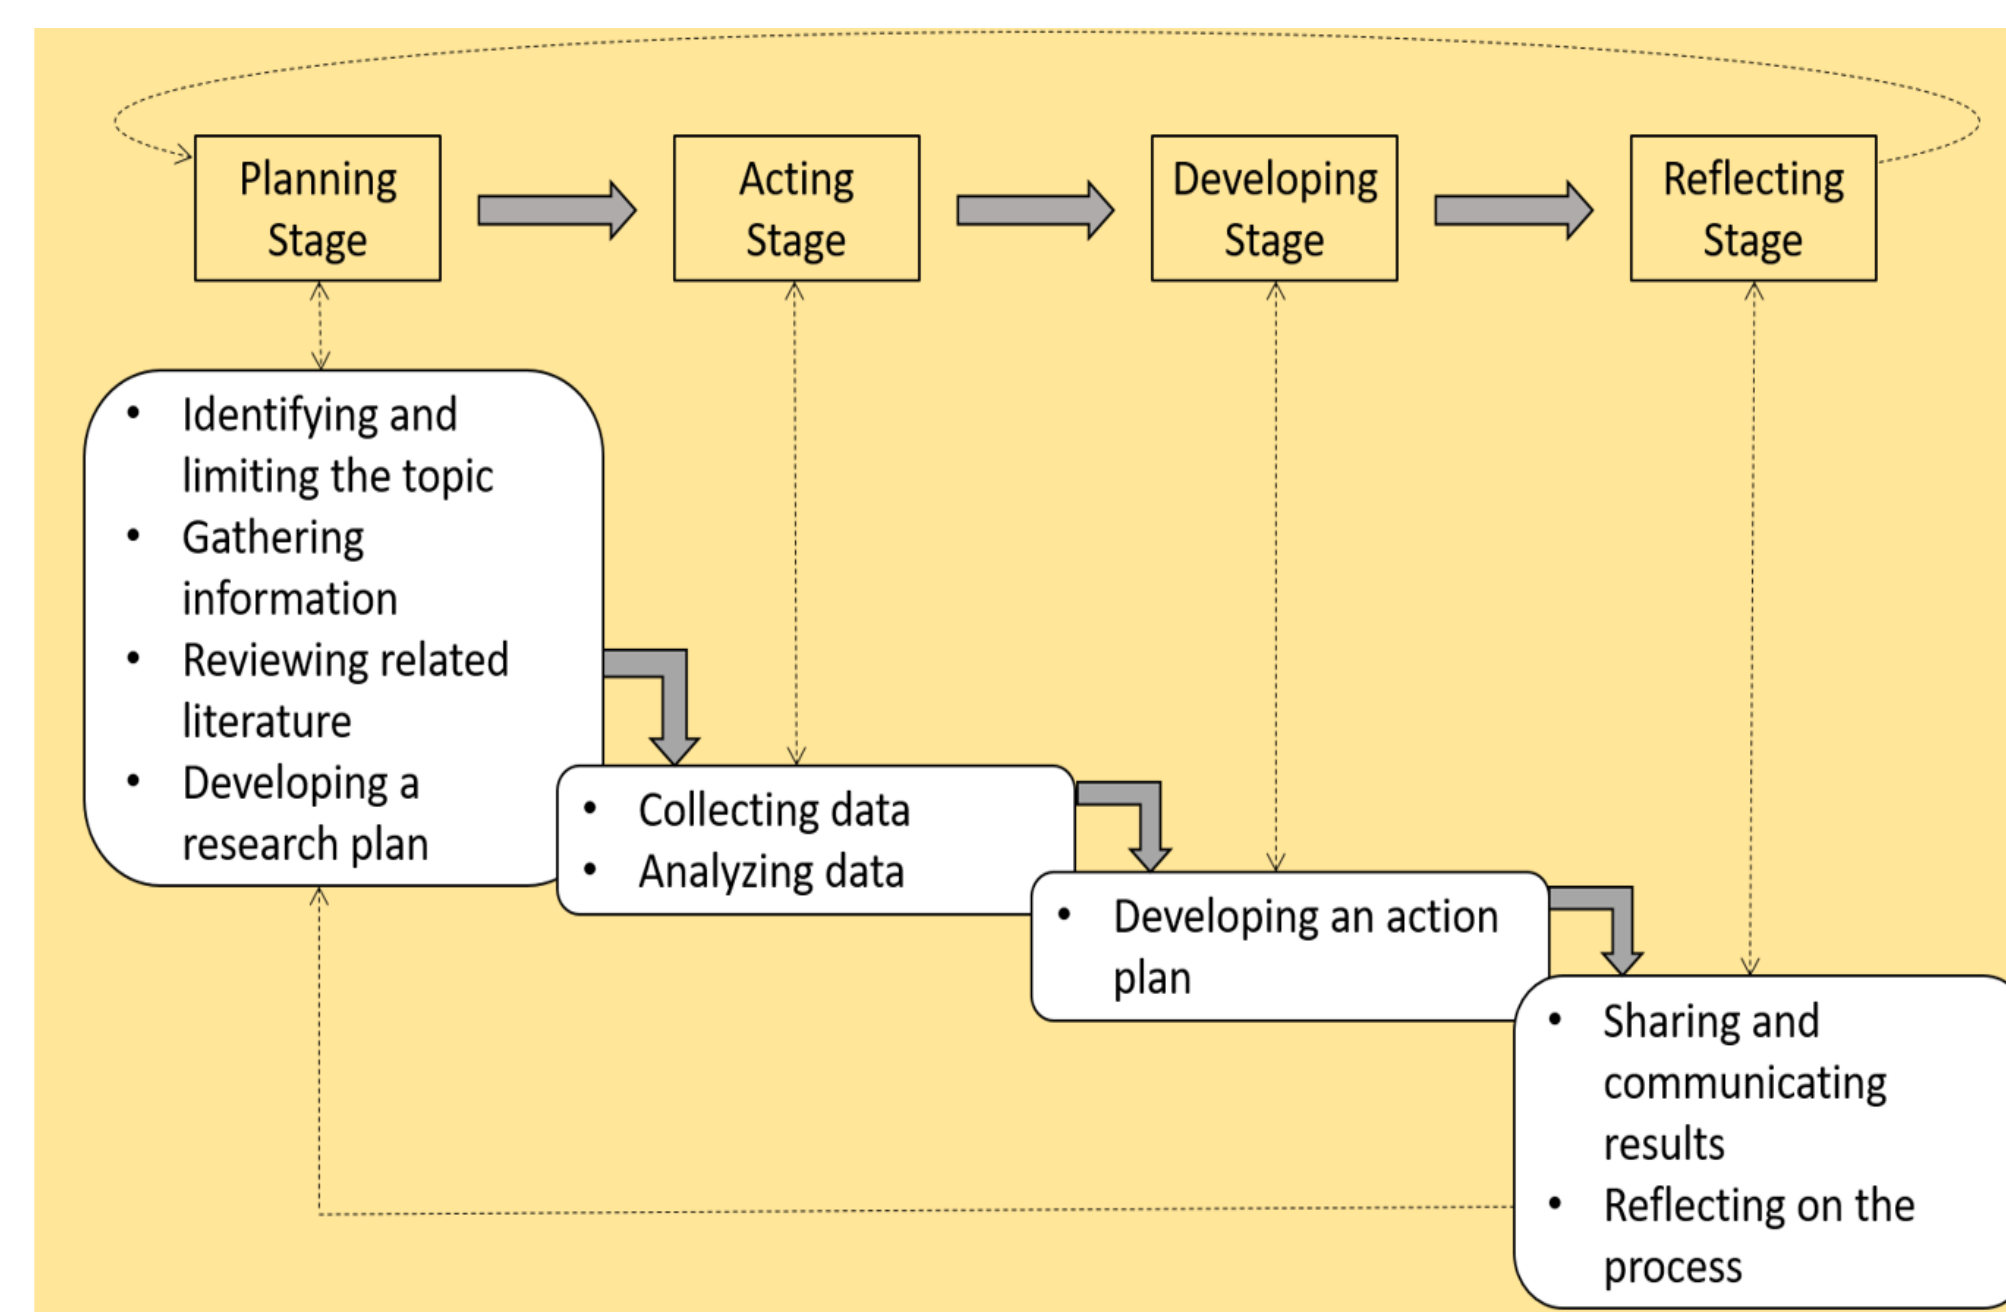 Planning
Stage
Acting
Stage
Developing
Stage
Reflecting
Stage
• Identifying and
limiting the topic
• Gathering
information
• Reviewing related
literature
• Developing a
research plan
• Collecting data
• Analyzing data
• Developing an action
plan
• Sharing and
communicating
results
• Reflecting on the
process